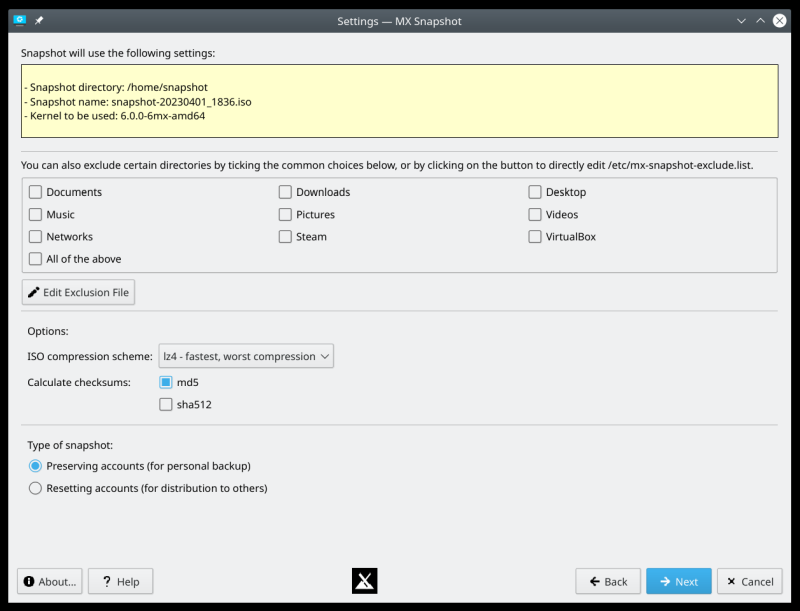 Settings — MX Snapshot
Snapshot will use the following settings:
- Snapshot directory: /home/snapshot
- Snapshot name: snapshot-20230401_1836.iso
- Kernel to be used: 6.0.0-6mx-amd64
You can also exclude certain directories by ticking the common choices below, or by clicking on the button to directly edit /etc/mx-snapshot-exclude.list.
Documents Downloads Desktop
Music Pictures Videos
Networks Steam VirtualBox
All of the above
Edit Exclusion File
Options:
ISO compression scheme: lz4 - fastest, worst compression
Calculate checksums: md5
sha512
Type of snapshot:
Preserving accounts (for personal backup)
Resetting accounts (for distribution to others)
About... Help Back Next Cancel